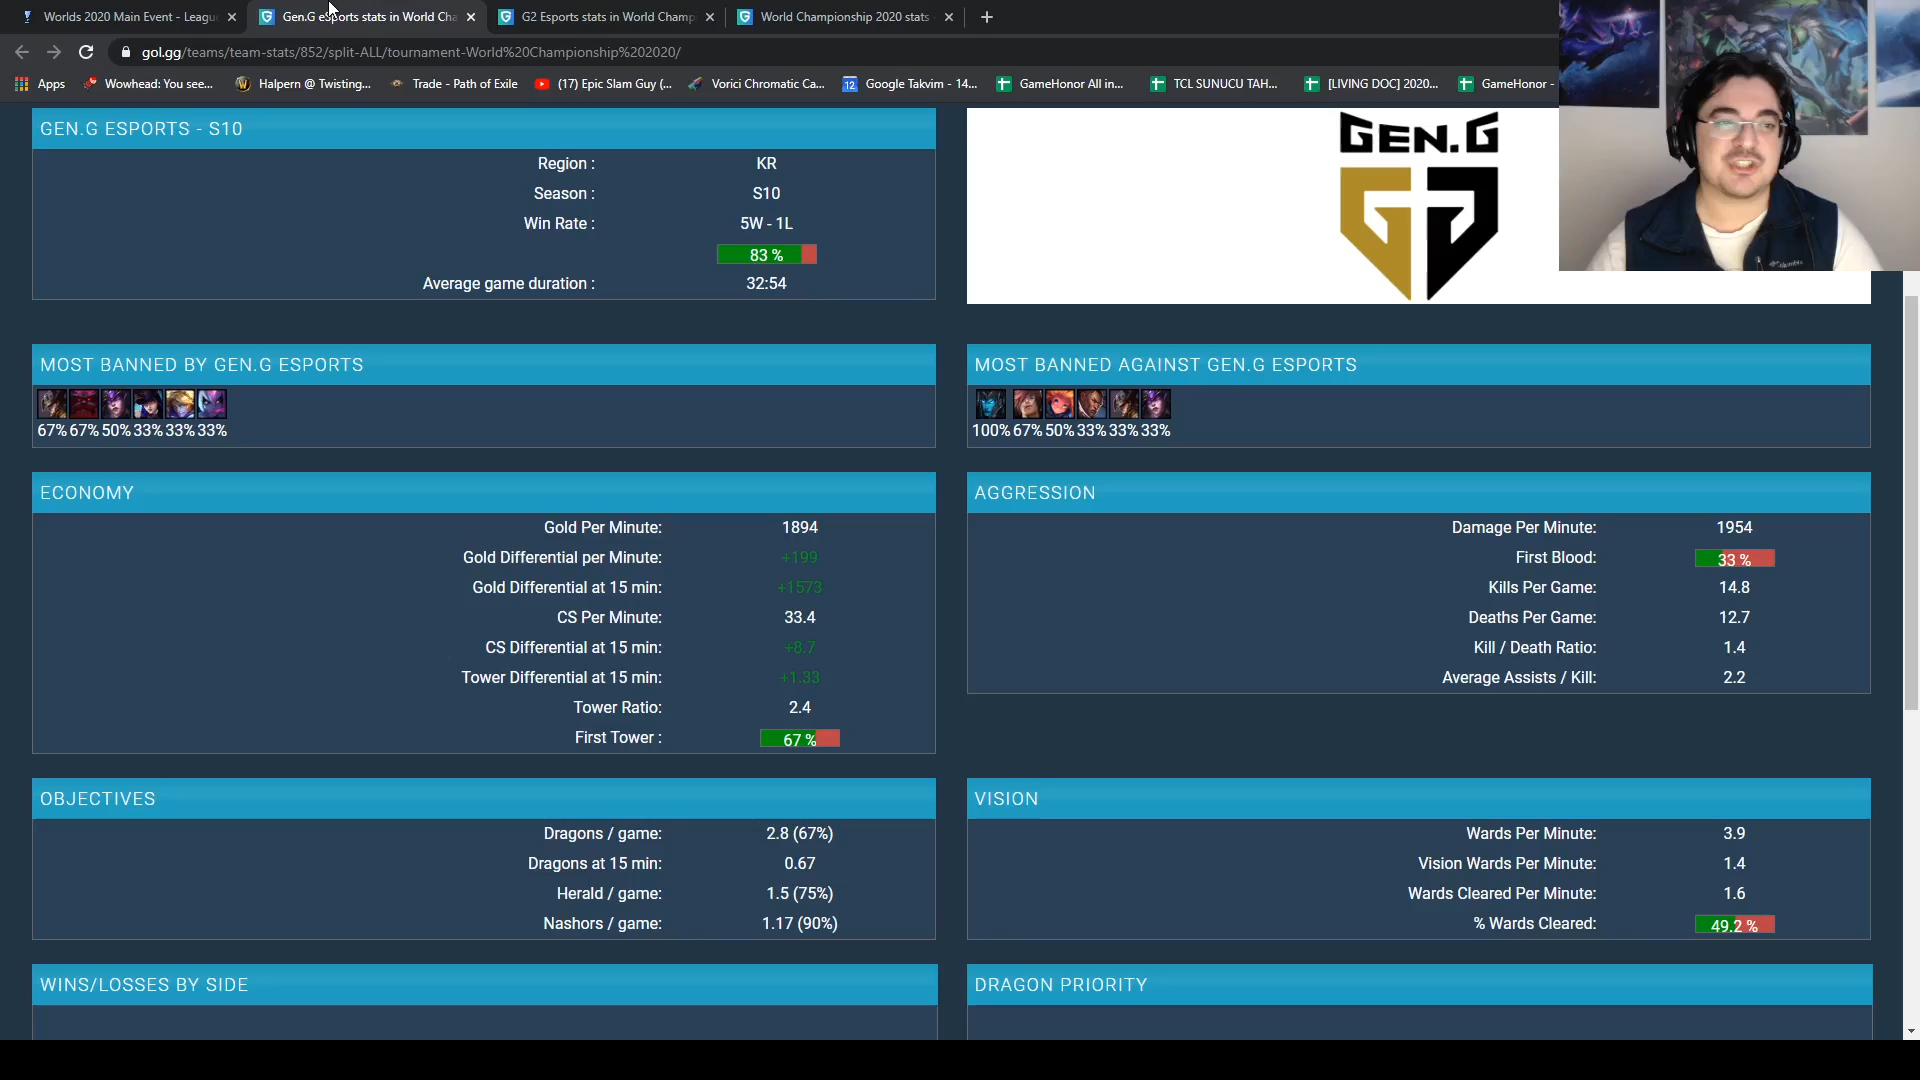 Worlds 2020 Main Event - Leagu
Gen.G eSports stats in World Cha
G2 Esports stats in World Champ
World Championship 2020 stats
gol.gg/teams/team-stats/852/split-ALL/tournament-World%20Championship%202020/
Apps
Wowhead: You see...
Halpern @ Twisting...
Trade - Path of Exile
(17) Epic Slam Guy (...
Vorici Chromatic Ca...
12
Google Takvim - 14...
GameHonor All in...
TCL SUNUCU TAH...
[LIVING DOC] 2020...
GameHonor -
GEN.G ESPORTS - S10
Region : KR
Season : S10
Win Rate : 5W - 1L
83 %
Average game duration : 32:54
GEN.G
Columbia
MOST BANNED BY GEN.G ESPORTS
67% 67% 50% 33% 33% 33%
MOST BANNED AGAINST GEN.G ESPORTS
100% 67% 50% 33% 33% 33%
ECONOMY
Gold Per Minute: 1894
Gold Differential per Minute: +199
Gold Differential at 15 min: +1573
CS Per Minute: 33.4
CS Differential at 15 min: +8.7
Tower Differential at 15 min: +1.33
Tower Ratio: 2.4
First Tower : 67 %
AGGRESSION
Damage Per Minute: 1954
First Blood: 33 %
Kills Per Game: 14.8
Deaths Per Game: 12.7
Kill / Death Ratio: 1.4
Average Assists / Kill: 2.2
OBJECTIVES
Dragons / game: 2.8 (67%)
Dragons at 15 min: 0.67
Herald / game: 1.5 (75%)
Nashors / game: 1.17 (90%)
VISION
Wards Per Minute: 3.9
Vision Wards Per Minute: 1.4
Wards Cleared Per Minute: 1.6
% Wards Cleared: 49.2 %
WINS/LOSSES BY SIDE
DRAGON PRIORITY